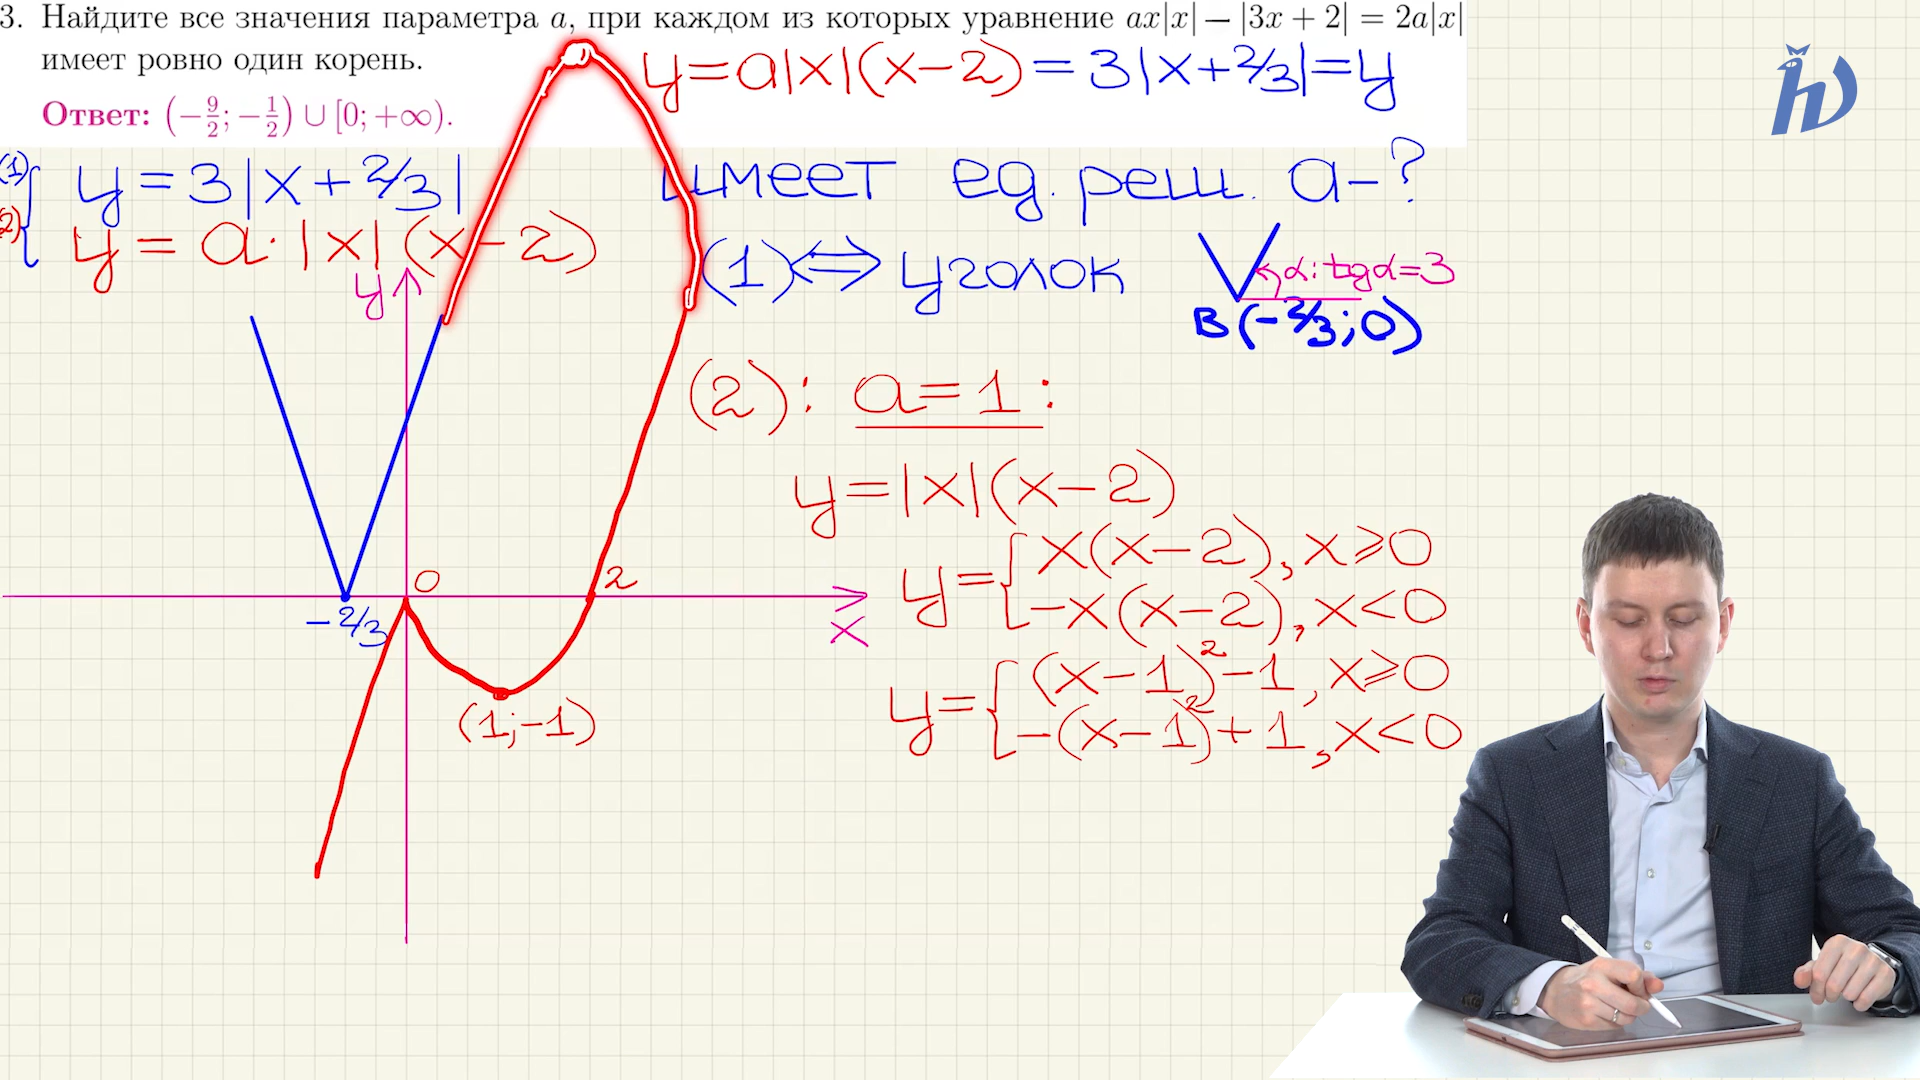 3. Найдите все значения параметра a, при каждом из которых уравнение ax|x| − |3x + 2| = 2a|x|
имеет ровно один корень.
y=a|x|(x-2)=3|x+2/3|=y
Ответ: (−9/2; −1/2) ∪ [0; +∞).
(1) { y=3|x+2/3| имеет ед. реш. a-?
(2) { y=a·|x|(x-2)
(1)⟺ уголок
α: tgα=3
B(-2/3;0)
y
(2): a=1:
y=|x|(x-2)
y={x(x-2), x⩾0
-x(x-2), x<0
0
2
-2/3
x
y={(x-1)²-1, x⩾0
-(x-1)²+1, x<0
(1;-1)